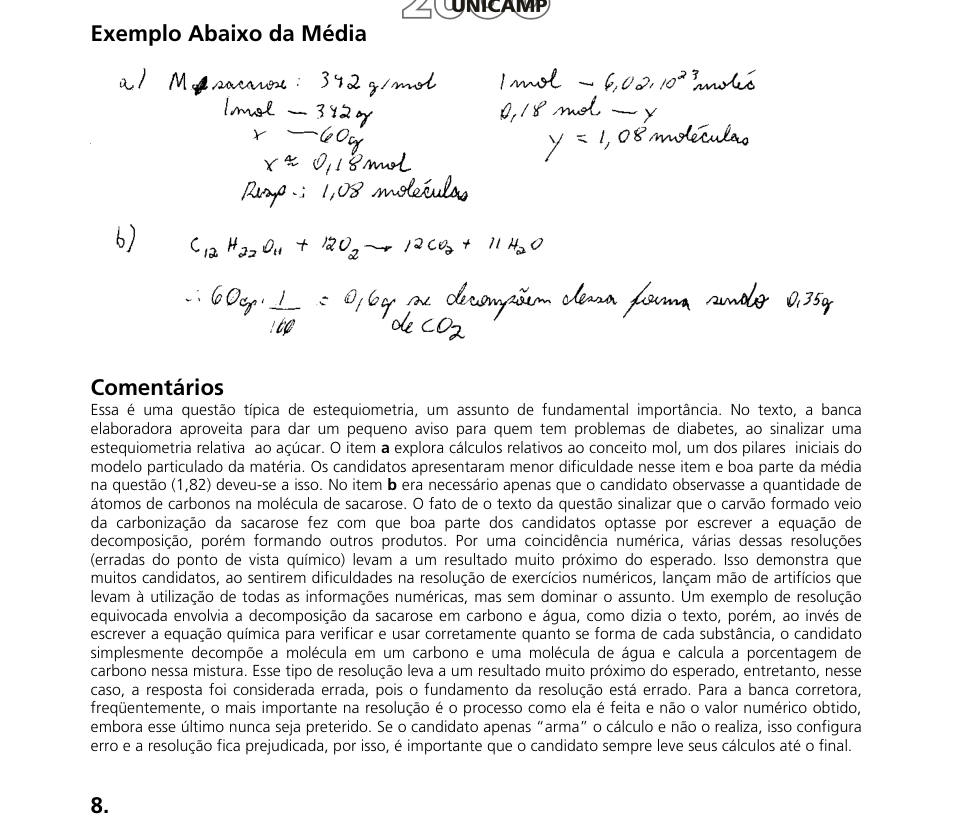 UNICAMP
Exemplo Abaixo da Média
a) M sacarose: 342 g/mol
1mol — 342g
x — 60g
x ≈ 0,18 mol
Resp.: 1,08 moléculas
1 mol — 6,02.10²³ moléc
0,18 mol — y
y = 1,08 moléculas
b) C₁₂H₂₂O₁₁ + 12O₂ → 12CO₂ + 11H₂O
∴ 60g . 1/100 = 0,6g se decompõem dessa forma sendo 0,35g
de CO₂
Comentários
Essa é uma questão típica de estequiometria, um assunto de fundamental importância. No texto, a banca
elaboradora aproveita para dar um pequeno aviso para quem tem problemas de diabetes, ao sinalizar uma
estequiometria relativa ao açúcar. O item a explora cálculos relativos ao conceito mol, um dos pilares iniciais do
modelo particulado da matéria. Os candidatos apresentaram menor dificuldade nesse item e boa parte da média
na questão (1,82) deveu-se a isso. No item b era necessário apenas que o candidato observasse a quantidade de
átomos de carbonos na molécula de sacarose. O fato de o texto da questão sinalizar que o carvão formado veio
da carbonização da sacarose fez com que boa parte dos candidatos optasse por escrever a equação de
decomposição, porém formando outros produtos. Por uma coincidência numérica, várias dessas resoluções
(erradas do ponto de vista químico) levam a um resultado muito próximo do esperado. Isso demonstra que
muitos candidatos, ao sentirem dificuldades na resolução de exercícios numéricos, lançam mão de artifícios que
levam à utilização de todas as informações numéricas, mas sem dominar o assunto. Um exemplo de resolução
equivocada envolvia a decomposição da sacarose em carbono e água, como dizia o texto, porém, ao invés de
escrever a equação química para verificar e usar corretamente quanto se forma de cada substância, o candidato
simplesmente decompõe a molécula em um carbono e uma molécula de água e calcula a porcentagem de
carbono nessa mistura. Esse tipo de resolução leva a um resultado muito próximo do esperado, entretanto, nesse
caso, a resposta foi considerada errada, pois o fundamento da resolução está errado. Para a banca corretora,
freqüentemente, o mais importante na resolução é o processo como ela é feita e não o valor numérico obtido,
embora esse último nunca seja preterido. Se o candidato apenas “arma” o cálculo e não o realiza, isso configura
erro e a resolução fica prejudicada, por isso, é importante que o candidato sempre leve seus cálculos até o final.
8.